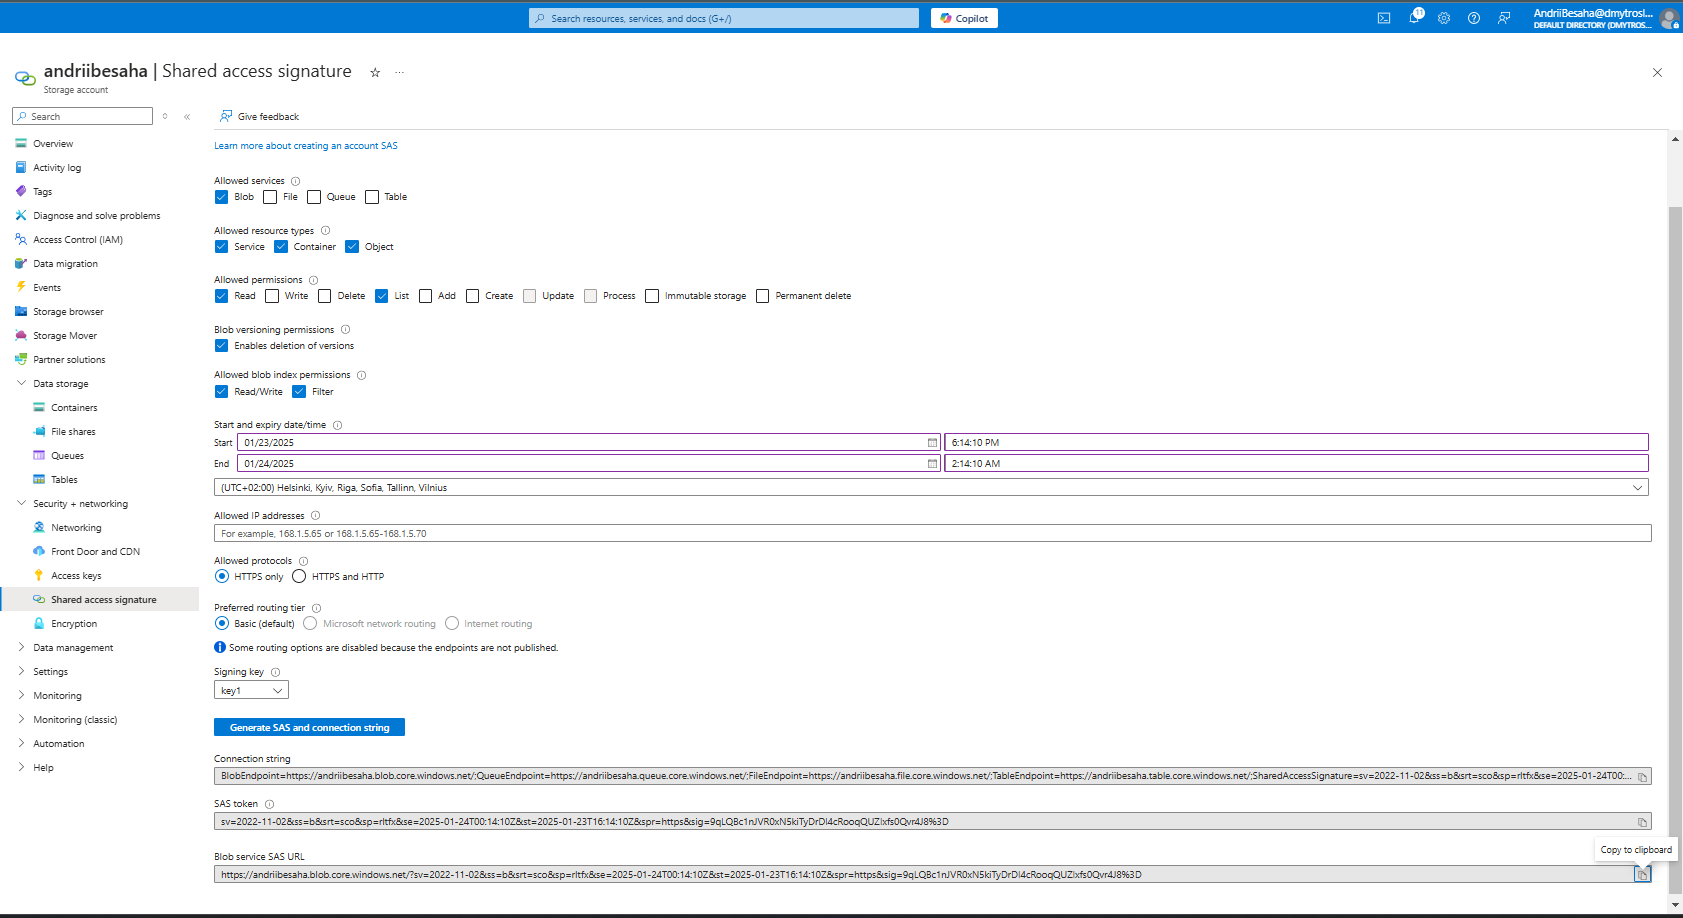 Search resources, services, and docs (G+/)
Copilot
11
AndriiBesaha@dmytrosl...
DEFAULT DIRECTORY (DMYTROS...
andriibesaha | Shared access signature
...
Storage account
Search
Give feedback
Overview
Activity log
Tags
Diagnose and solve problems
Access Control (IAM)
Data migration
Events
Storage browser
Storage Mover
Partner solutions
Data storage
Containers
File shares
Queues
Tables
Security + networking
Networking
Front Door and CDN
Access keys
Shared access signature
Encryption
Data management
Settings
Monitoring
Monitoring (classic)
Automation
Help
Learn more about creating an account SAS
Allowed services
Blob File Queue Table
Allowed resource types
Service Container Object
Allowed permissions
Read Write Delete List Add Create Update Process Immutable storage Permanent delete
Blob versioning permissions
Enables deletion of versions
Allowed blob index permissions
Read/Write Filter
Start and expiry date/time
Start 01/23/2025 6:14:10 PM
End 01/24/2025 2:14:10 AM
(UTC+02:00) Helsinki, Kyiv, Riga, Sofia, Tallinn, Vilnius
Allowed IP addresses
For example, 168.1.5.65 or 168.1.5.65-168.1.5.70
Allowed protocols
HTTPS only HTTPS and HTTP
Preferred routing tier
Basic (default) Microsoft network routing Internet routing
Some routing options are disabled because the endpoints are not published.
Signing key
key1
Generate SAS and connection string
Connection string
BlobEndpoint=https://andriibesaha.blob.core.windows.net/;QueueEndpoint=https://andriibesaha.queue.core.windows.net/;FileEndpoint=https://andriibesaha.file.core.windows.net/;TableEndpoint=https://andriibesaha.table.core.windows.net/;SharedAccessSignature=sv=2022-11-02&ss=b&srt=sco&sp=rltfx&se=2025-01-24T00:...
SAS token
sv=2022-11-02&ss=b&srt=sco&sp=rltfx&se=2025-01-24T00:14:10Z&st=2025-01-23T16:14:10Z&spr=https&sig=9qLQBc1nJVR0xN5kiTyDrDl4cRooqQUZlxfs0Qvr4J8%3D
Blob service SAS URL
Copy to clipboard
https://andriibesaha.blob.core.windows.net/?sv=2022-11-02&ss=b&srt=sco&sp=rltfx&se=2025-01-24T00:14:10Z&st=2025-01-23T16:14:10Z&spr=https&sig=9qLQBc1nJVR0xN5kiTyDrDl4cRooqQUZlxfs0Qvr4J8%3D